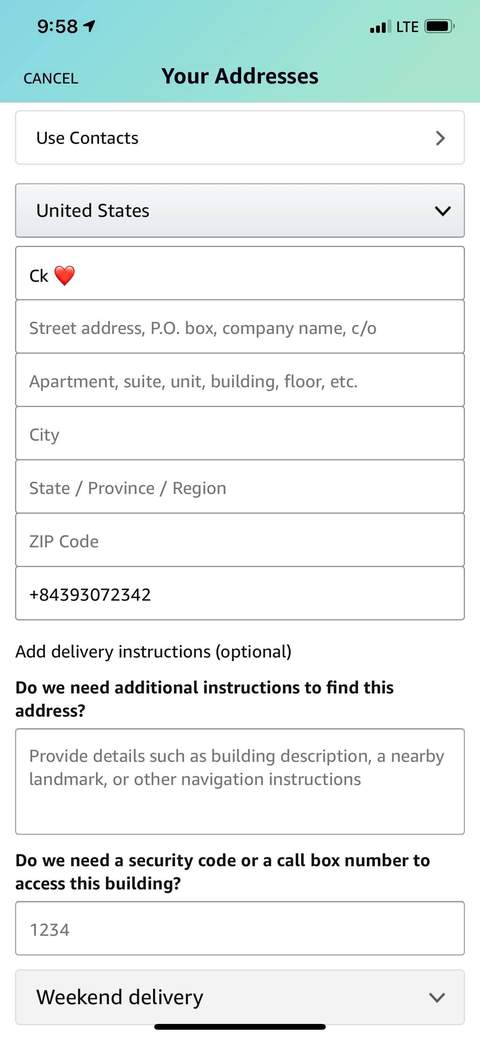 9:58
LTE
CANCEL
Your Addresses
Use Contacts
United States
Ck ❤️
Street address, P.O. box, company name, c/o
Apartment, suite, unit, building, floor, etc.
City
State / Province / Region
ZIP Code
+84393072342
Add delivery instructions (optional)
Do we need additional instructions to find this
address?
Provide details such as building description, a nearby
landmark, or other navigation instructions
Do we need a security code or a call box number to
access this building?
1234
Weekend delivery